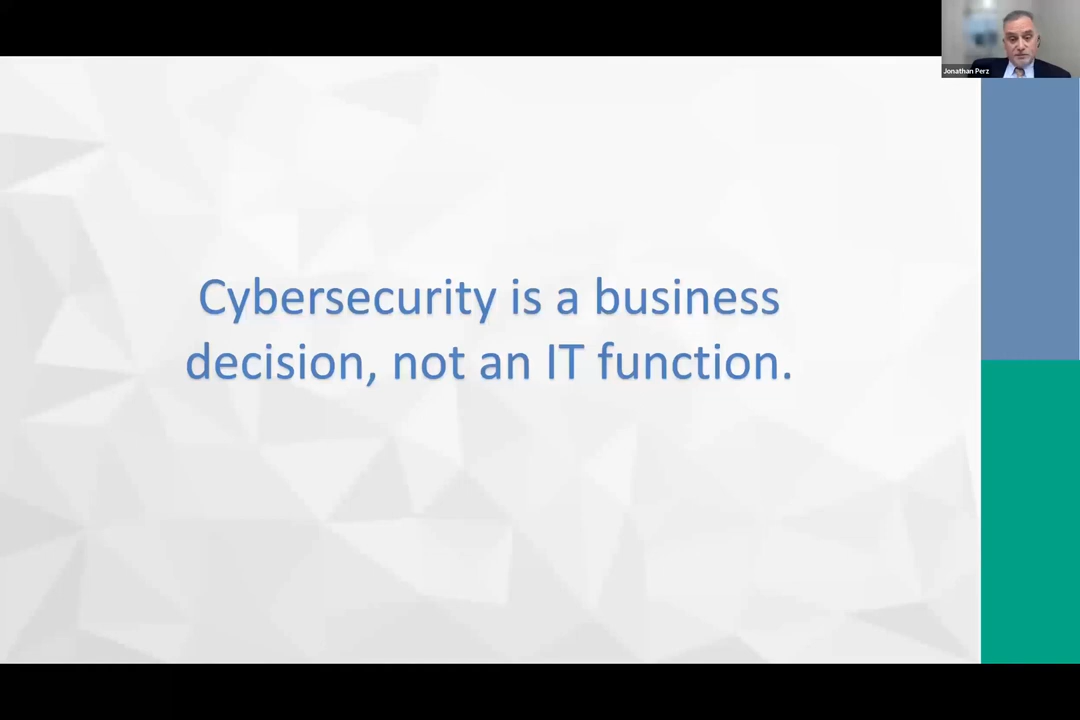 Jonathan Perz
Cybersecurity is a business
decision, not an IT function.